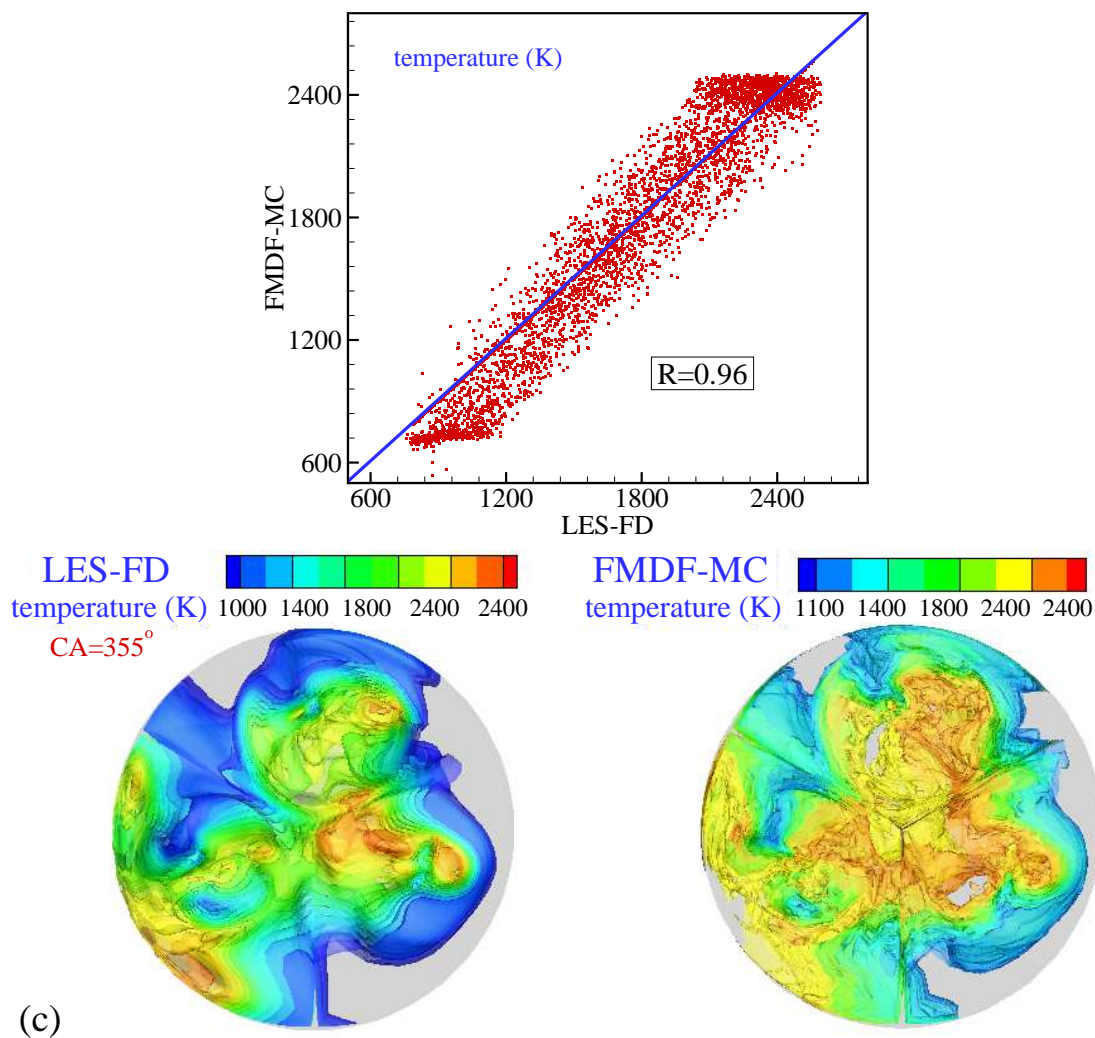 temperature (K)
2400
1800
1200
600
FMDF-MC
R=0.96
600 1200 1800 2400
LES-FD
LES-FD
temperature (K)
1000 1400 1800 2400 2400
CA=355°
FMDF-MC
temperature (K)
1100 1400 1800 2400 2400
(c)